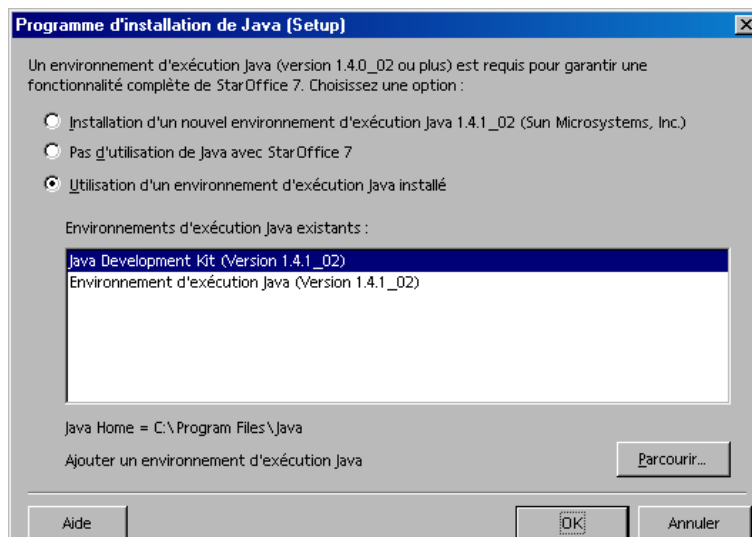 Programme d'installation de Java (Setup)
Un environnement d'exécution Java (version 1.4.0_02 ou plus) est requis pour garantir une
fonctionnalité complète de StarOffice 7. Choisissez une option :
Installation d'un nouvel environnement d'exécution Java 1.4.1_02 (Sun Microsystems, Inc.)
Pas d'utilisation de Java avec StarOffice 7
Utilisation d'un environnement d'exécution Java installé
Environnements d'exécution Java existants :
Java Development Kit (Version 1.4.1_02)
Environnement d'exécution Java (Version 1.4.1_02)
Java Home = C:\Program Files\Java
Ajouter un environnement d'exécution Java
Parcourir...
Aide
OK
Annuler